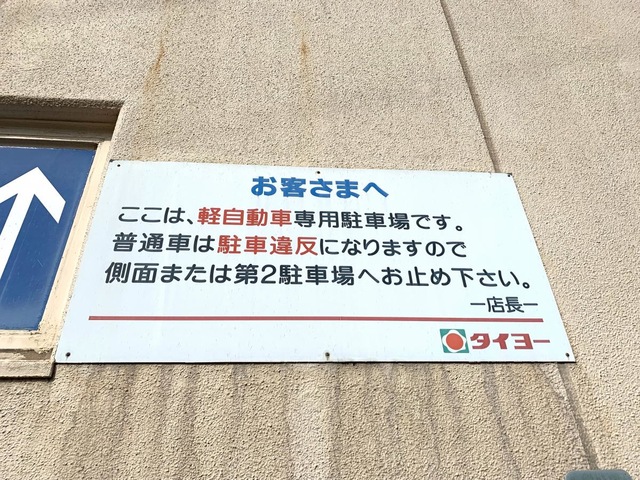 お客さまへ
ここは、軽自動車専用駐車場です。
普通車は駐車違反になりますので
側面または第2駐車場へお止め下さい。
ー店長ー
タイヨー